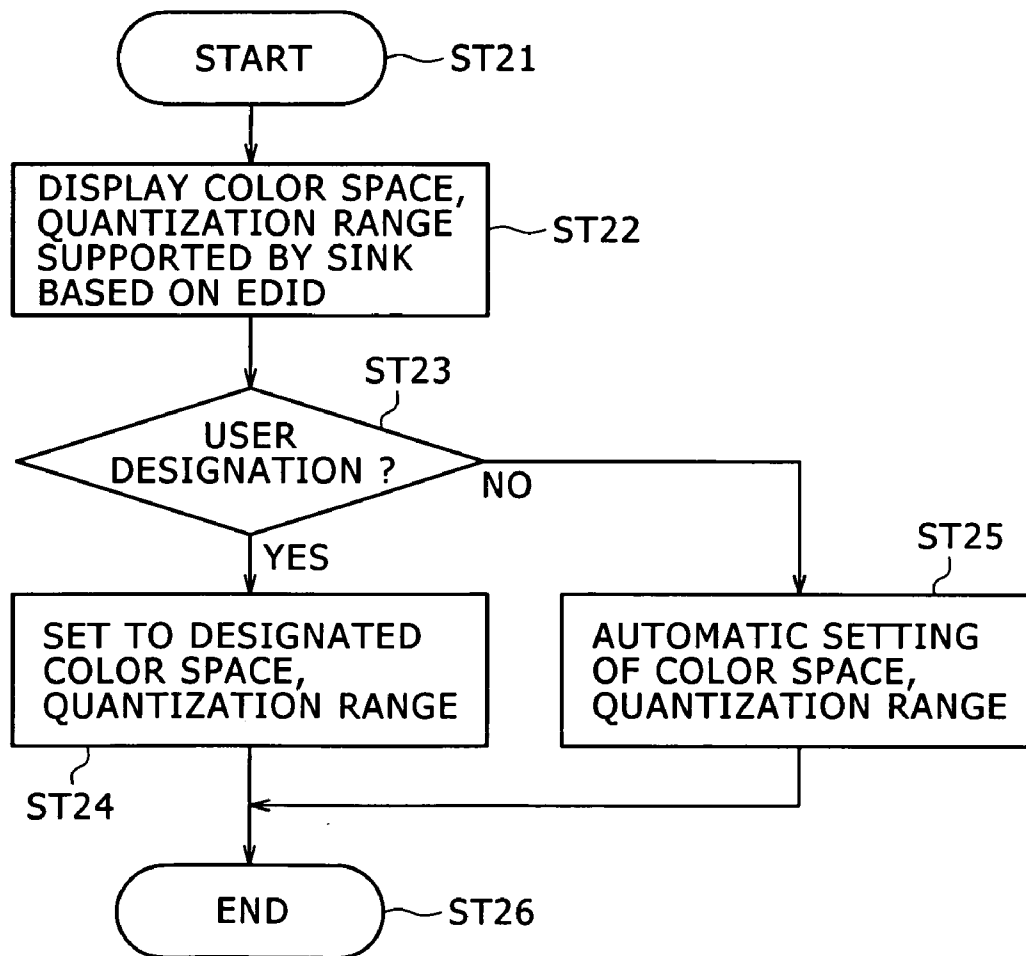 START
ST21
DISPLAY COLOR SPACE,
QUANTIZATION RANGE
SUPPORTED BY SINK
BASED ON EDID
ST22
ST23
USER
DESIGNATION ?
NO
YES
ST25
SET TO DESIGNATED
COLOR SPACE,
QUANTIZATION RANGE
AUTOMATIC SETTING
OF COLOR SPACE,
QUANTIZATION RANGE
ST24
END
ST26